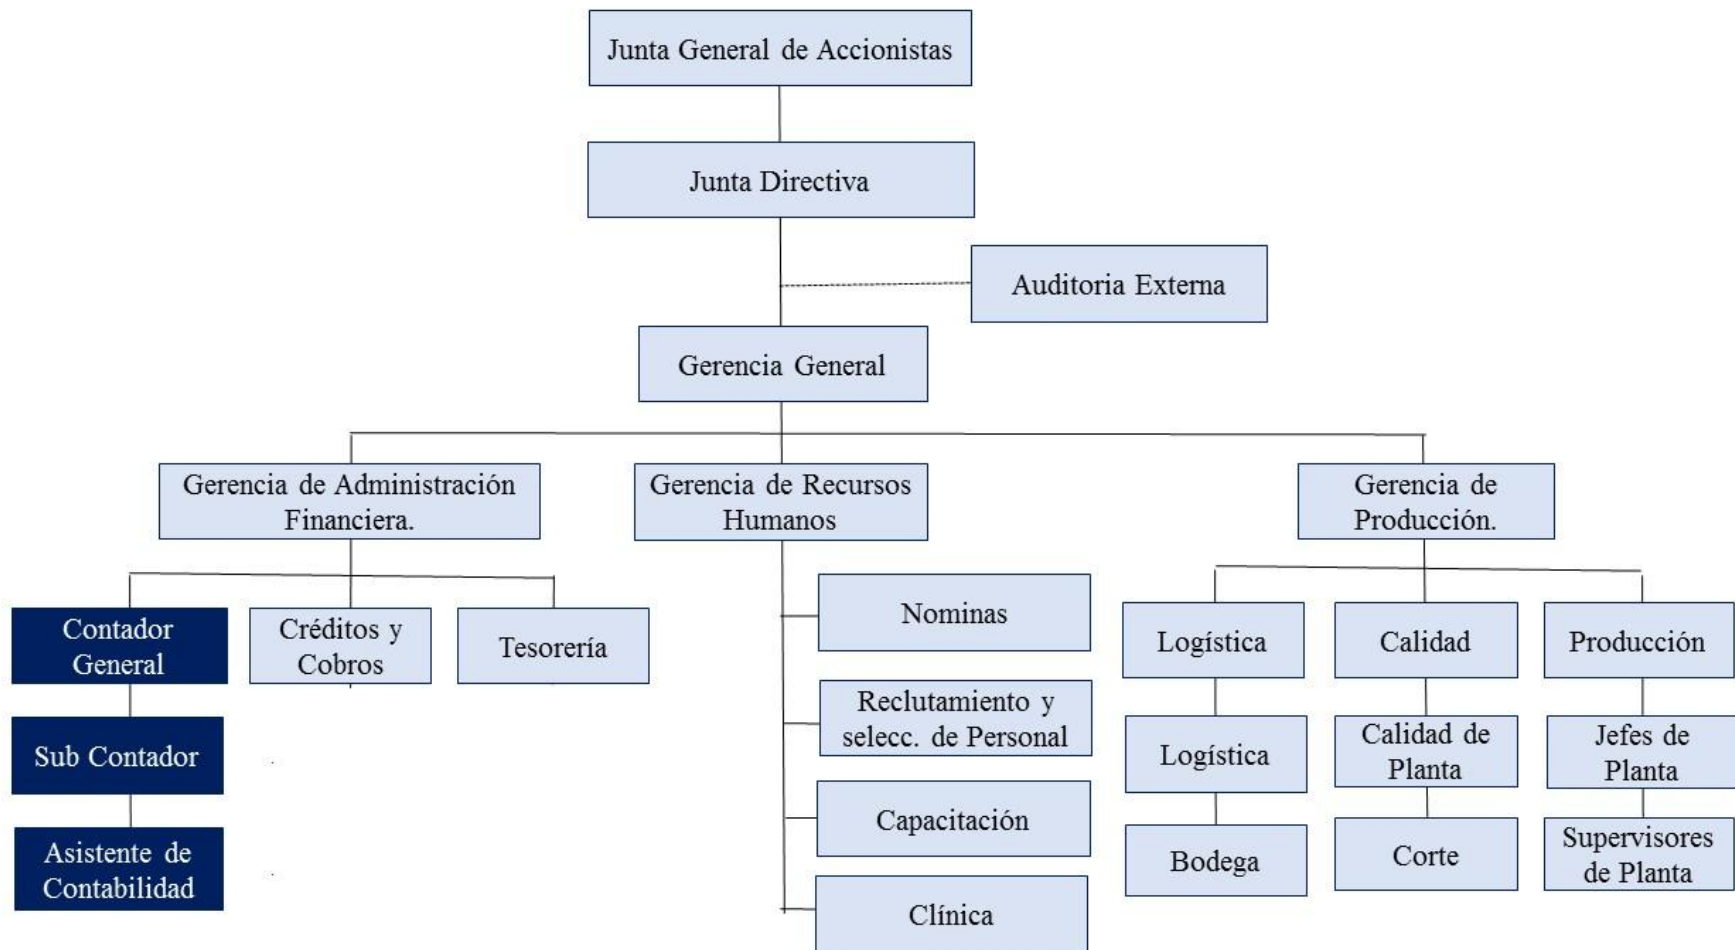 Junta General de Accionistas
Junta Directiva
Auditoria Externa
Gerencia General
Gerencia de Administración
Financiera.
Gerencia de Recursos
Humanos
Gerencia de
Producción.
Contador
General
Créditos y
Cobros
Tesorería
Nominas
Logística
Calidad
Producción
Sub Contador
Reclutamiento y
selecc. de Personal
Logística
Calidad de
Planta
Jefes de
Planta
Asistente de
Contabilidad
Capacitación
Bodega
Corte
Supervisores
de Planta
Clínica